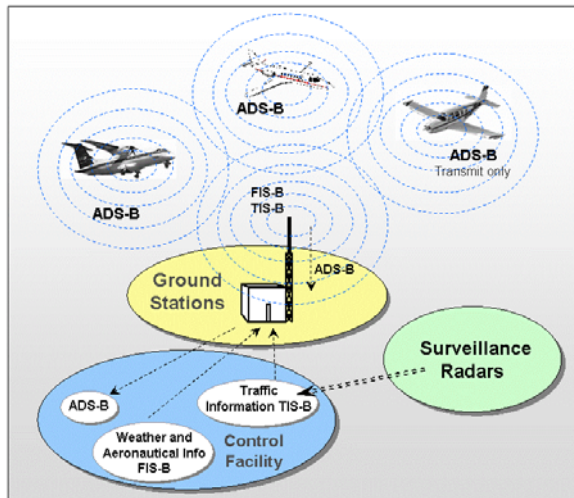 ADS-B
ADS-B
ADS-B
Transmit only
FIS-B
TIS-B
ADS-B
Ground
Stations
Surveillance
Radars
ADS-B
Traffic
Information TIS-B
Weather and
Aeronautical Info
FIS-B
Control
Facility